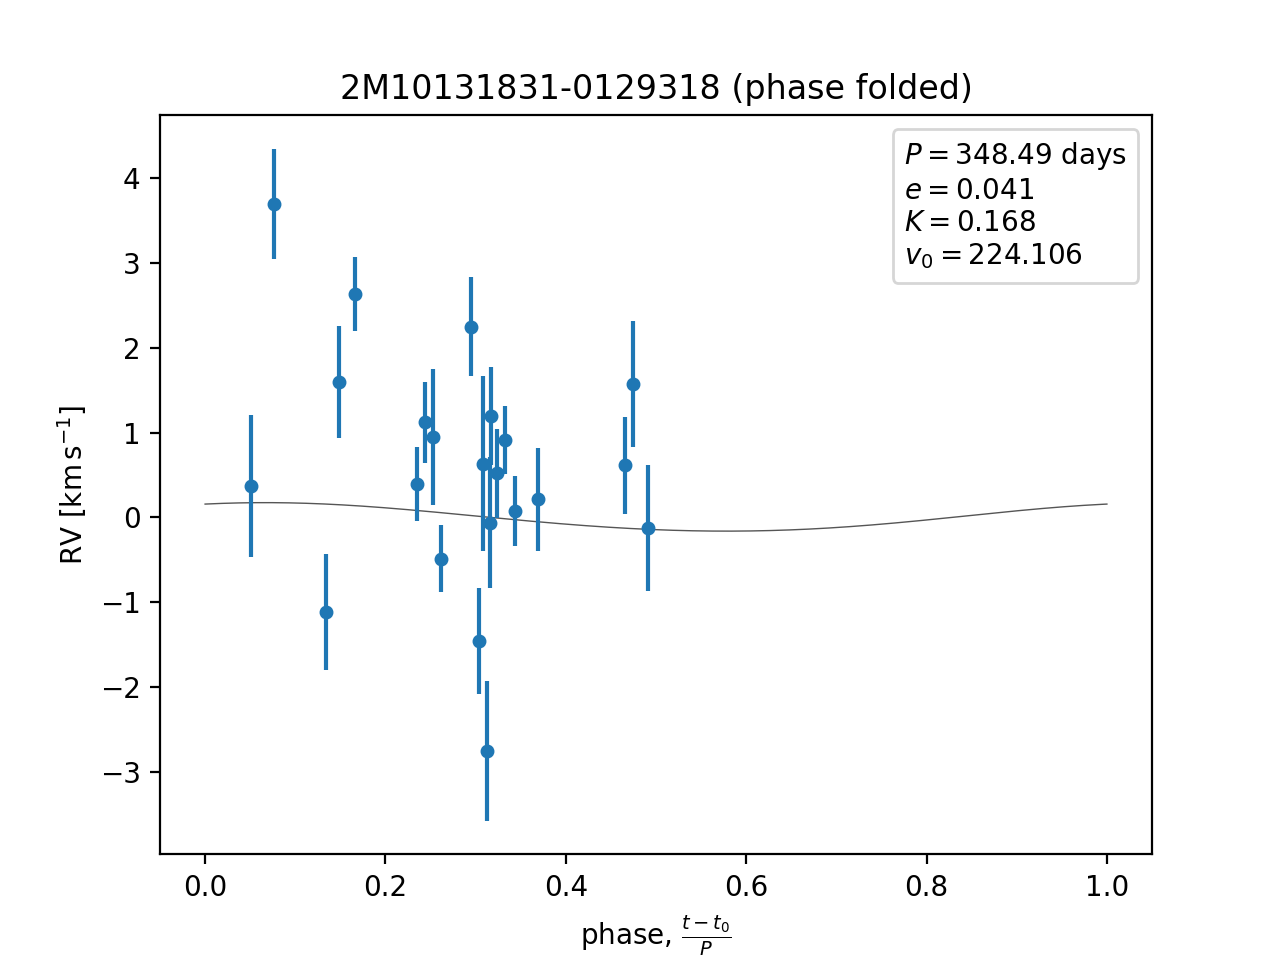 2M10131831-0129318 (phase folded)
P = 348.49 days
e = 0.041
K = 0.168
v₀ = 224.106
4
3
2
1
0
−1
−2
−3
RV [km s⁻¹]
0.0 0.2 0.4 0.6 0.8 1.0
phase, (t − t₀)/P